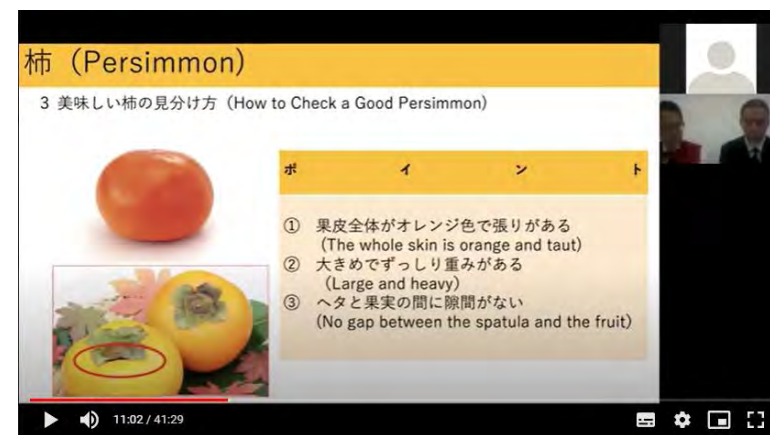 柿（Persimmon）
3 美味しい柿の見分け方（How to Check a Good Persimmon）
ポイント
① 果皮全体がオレンジ色で張りがある
(The whole skin is orange and taut)
② 大きめでずっしり重みがある
(Large and heavy)
③ ヘタと果実の間に隙間がない
(No gap between the spatula and the fruit)
11:02 / 41:29